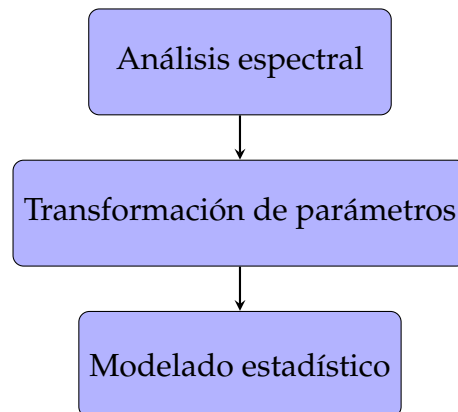 Análisis espectral
Transformación de parámetros
Modelado estadístico